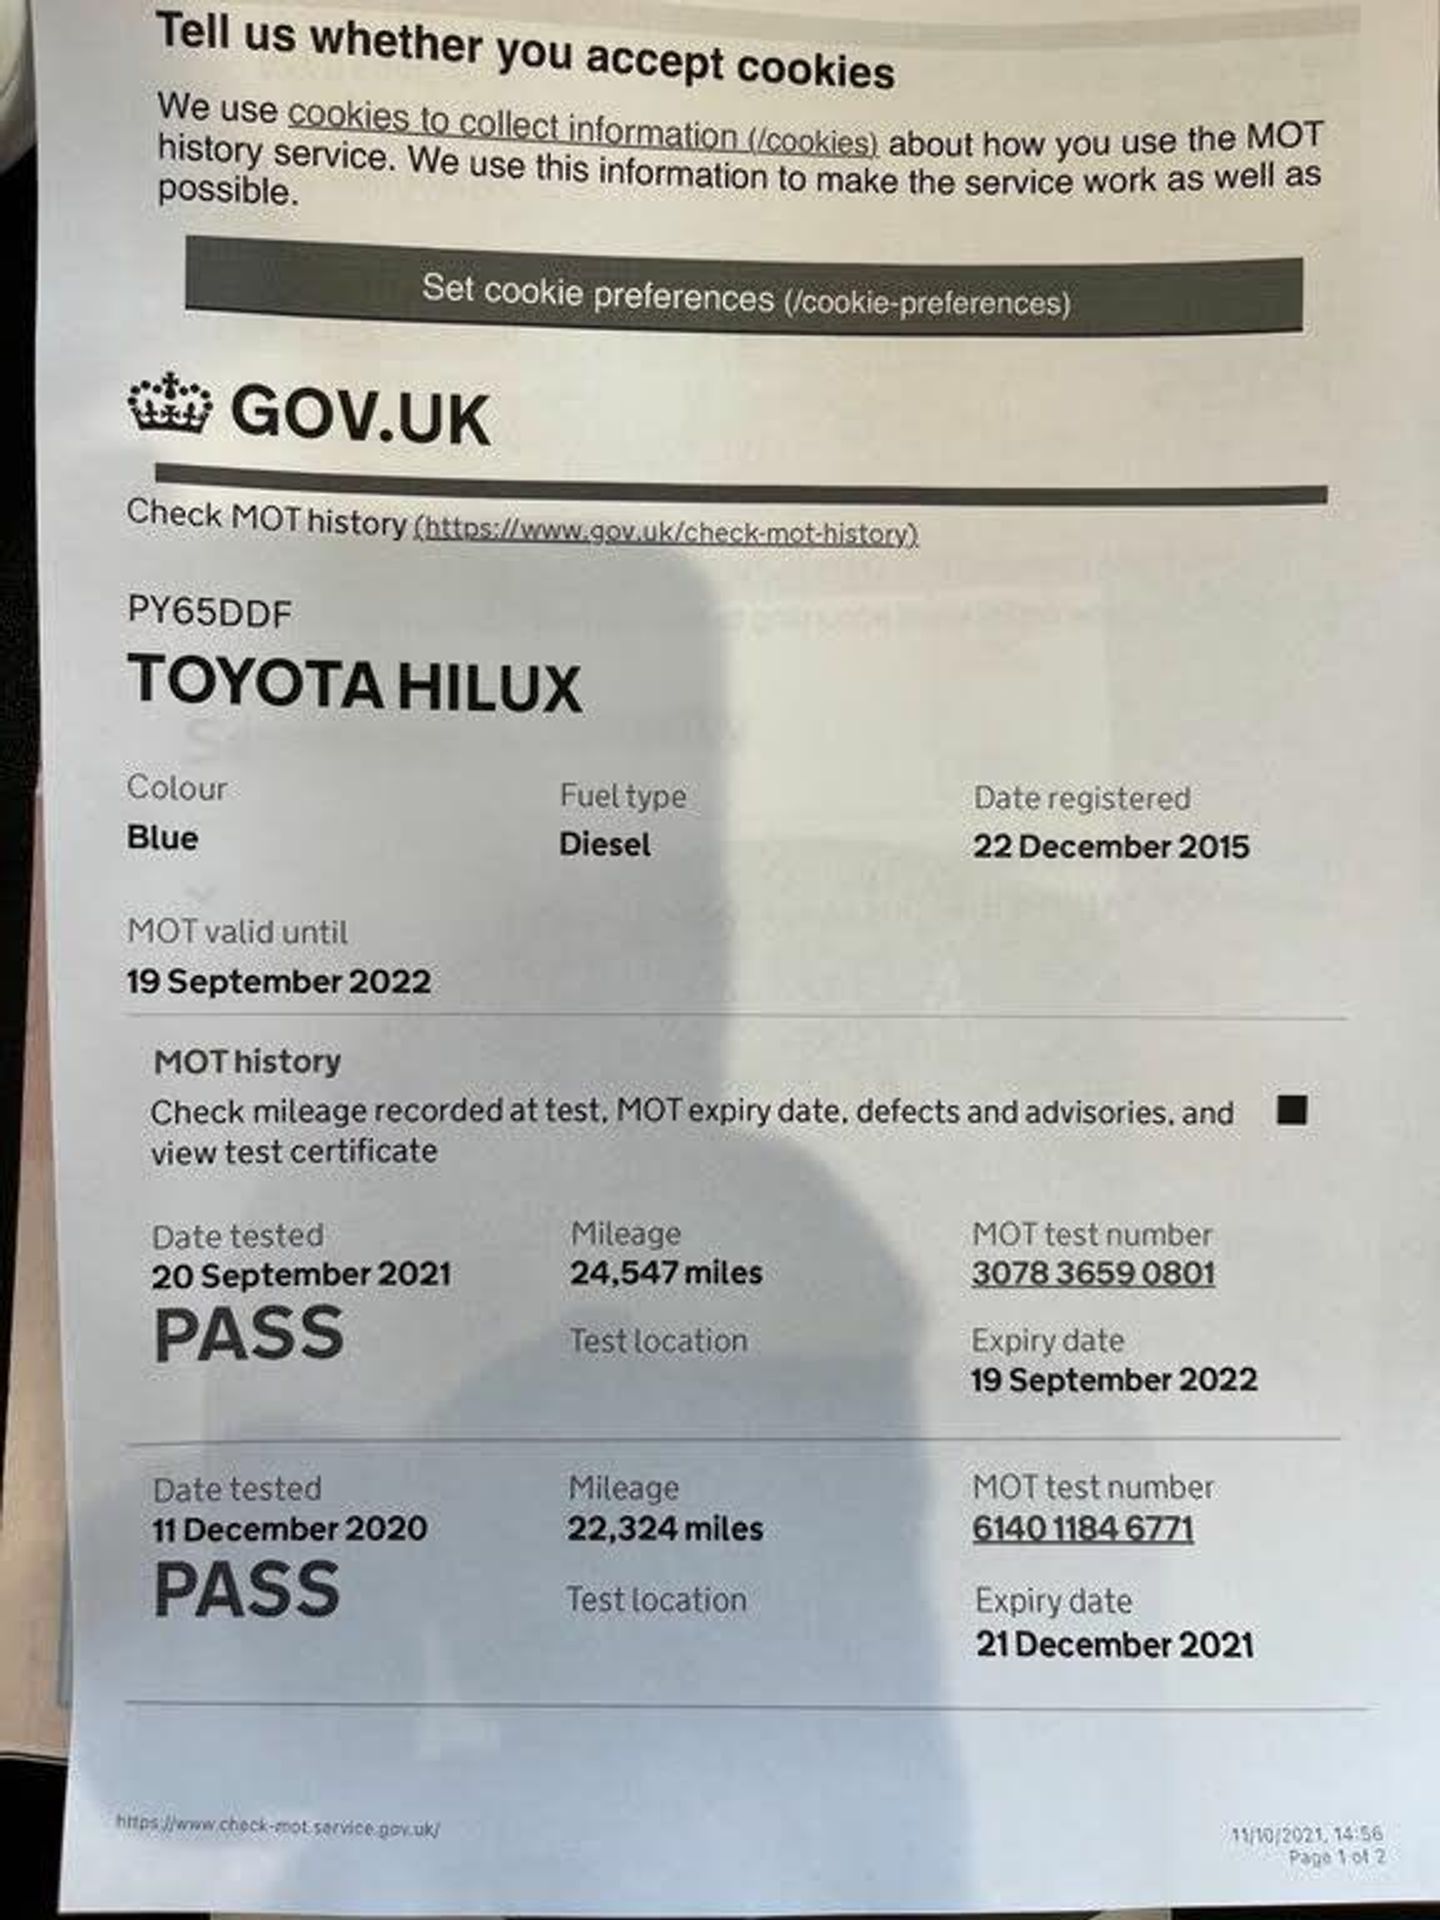 Tell us whether you accept cookies
We use cookies to collect information (/cookies) about how you use the MOT
history service. We use this information to make the service work as well as
possible.
Set cookie preferences (/cookie-preferences)
GOV.UK
Check MOT history (https://www.gov.uk/check-mot-history)
PY65DDF
TOYOTA HILUX
Colour Fuel type Date registered
Blue Diesel 22 December 2015
MOT valid until
19 September 2022
MOT history
Check mileage recorded at test, MOT expiry date, defects and advisories, and
view test certificate
Date tested Mileage MOT test number
20 September 2021 24,547 miles 3078 3659 0801
PASS Test location Expiry date
19 September 2022
Date tested Mileage MOT test number
11 December 2020 22,324 miles 6140 1184 6771
PASS Test location Expiry date
21 December 2021
https://www.check-mot.service.gov.uk/ 11/10/2021, 14:56
Page 1 of 2